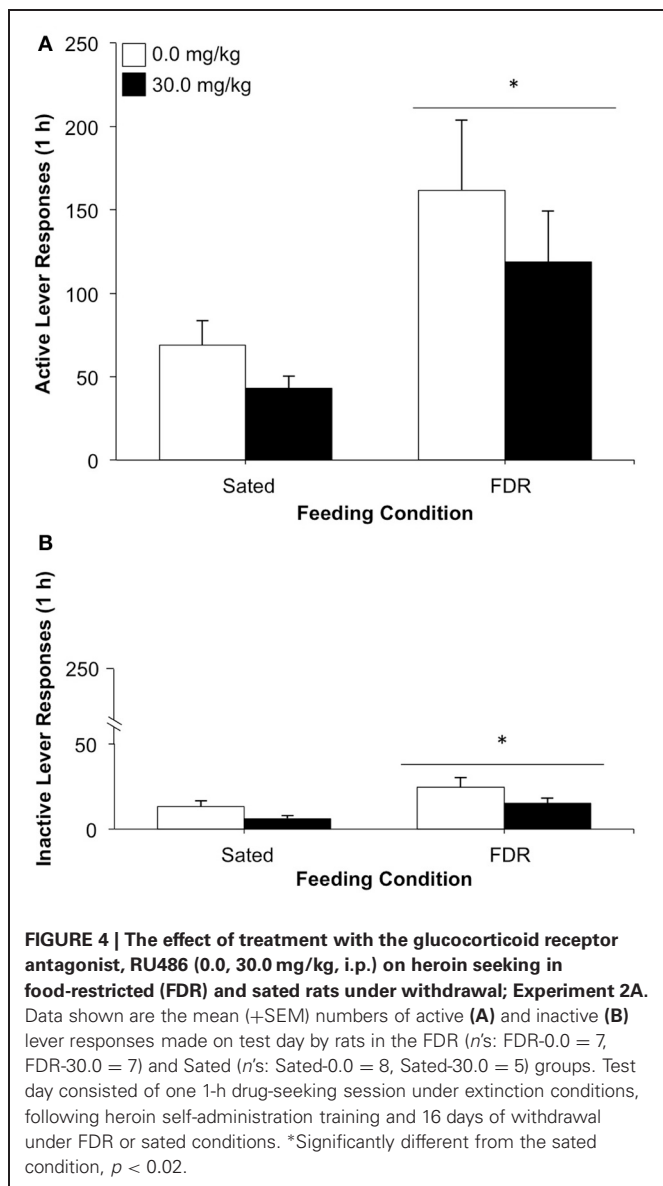 A
250
200
150
100
50
0
Active Lever Responses (1 h)
0.0 mg/kg
30.0 mg/kg
*
Sated FDR
Feeding Condition
B
250
50
0
Inactive Lever Responses (1 h)
*
Sated FDR
Feeding Condition
FIGURE 4 | The effect of treatment with the glucocorticoid receptor
antagonist, RU486 (0.0, 30.0 mg/kg, i.p.) on heroin seeking in
food-restricted (FDR) and sated rats under withdrawal; Experiment 2A.
Data shown are the mean (+SEM) numbers of active (A) and inactive (B)
lever responses made on test day by rats in the FDR (n's: FDR-0.0 = 7,
FDR-30.0 = 7) and Sated (n's: Sated-0.0 = 8, Sated-30.0 = 5) groups. Test
day consisted of one 1-h drug-seeking session under extinction conditions,
following heroin self-administration training and 16 days of withdrawal
under FDR or sated conditions. *Significantly different from the sated
condition, p < 0.02.